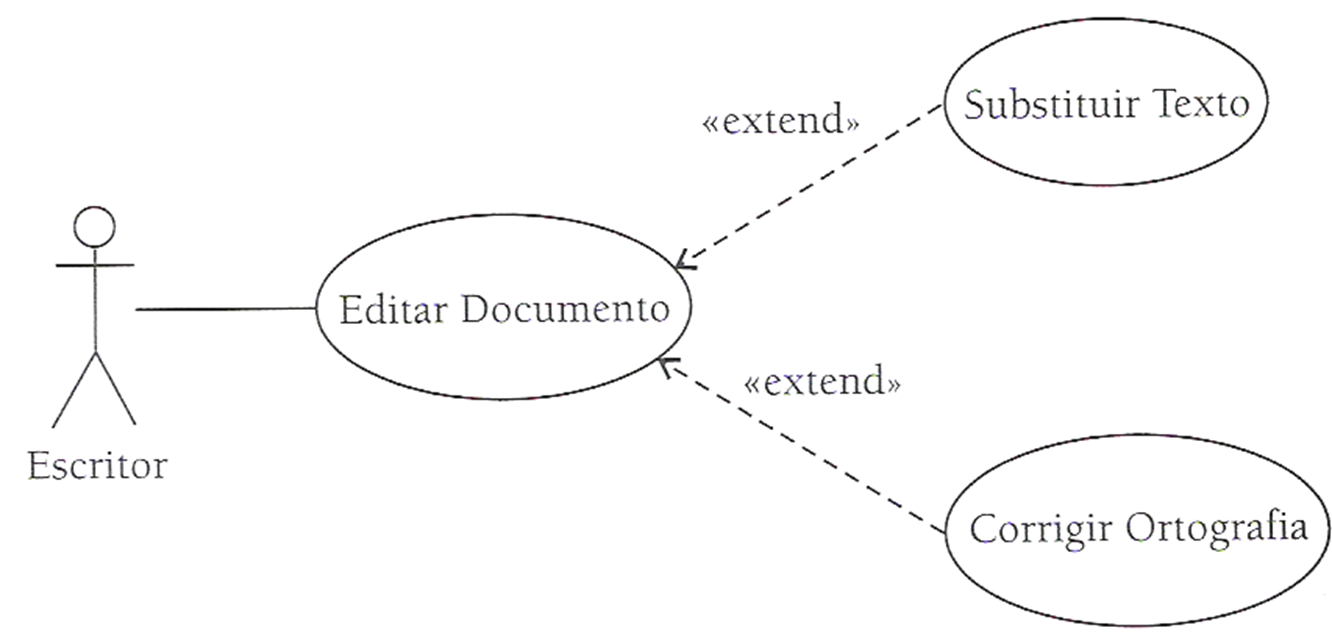 «extend»
Substituir Texto
Editar Documento
«extend»
Escritor
Corrigir Ortografia